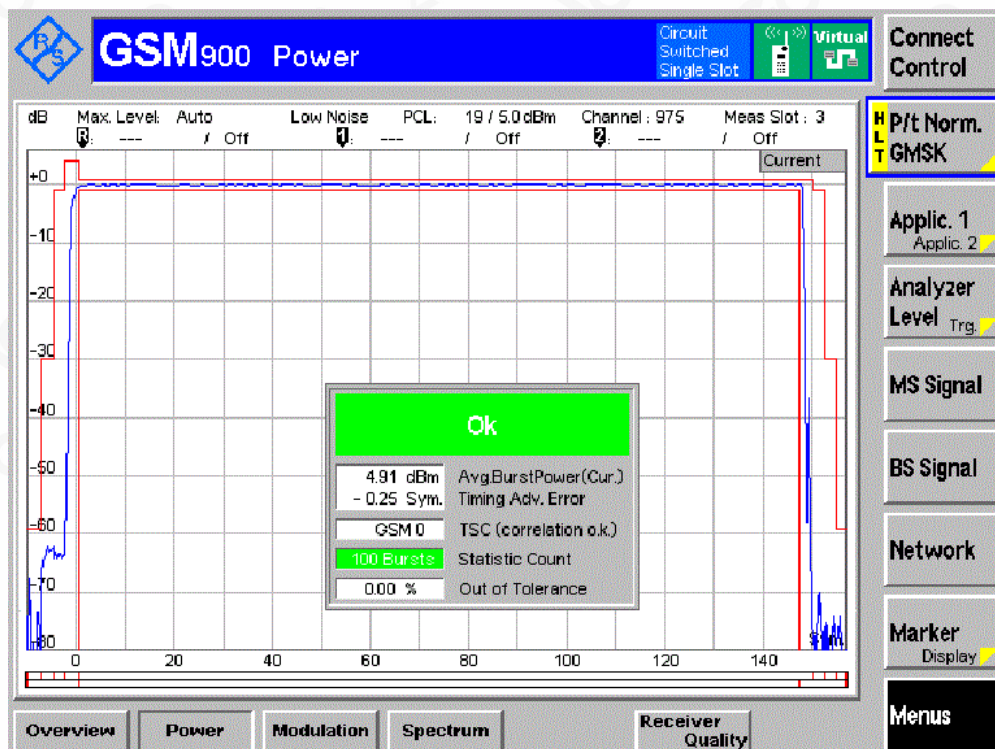 R/S
GSM900 Power
Circuit
Switched
Single Slot
Virtual
Connect
Control
dB Max. Level: Auto Low Noise PCL: 19 / 5.0 dBm Channel : 975 Meas Slot : 3
R: --- / Off 1: --- / Off 2: --- / Off
Current
+0
-10
-20
-30
-40
-50
-60
-70
-80
0 20 40 60 80 100 120 140
Ok
4.91 dBm Avg.BurstPower(Cur.)
- 0.25 Sym. Timing Adv. Error
GSM 0 TSC (correlation o.k.)
100 Bursts Statistic Count
0.00 % Out of Tolerance
HLT
P/t Norm.
GMSK
Applic. 1
Applic. 2
Analyzer
Level Trg.
MS Signal
BS Signal
Network
Marker
Display
Menus
Overview Power Modulation Spectrum Receiver
Quality